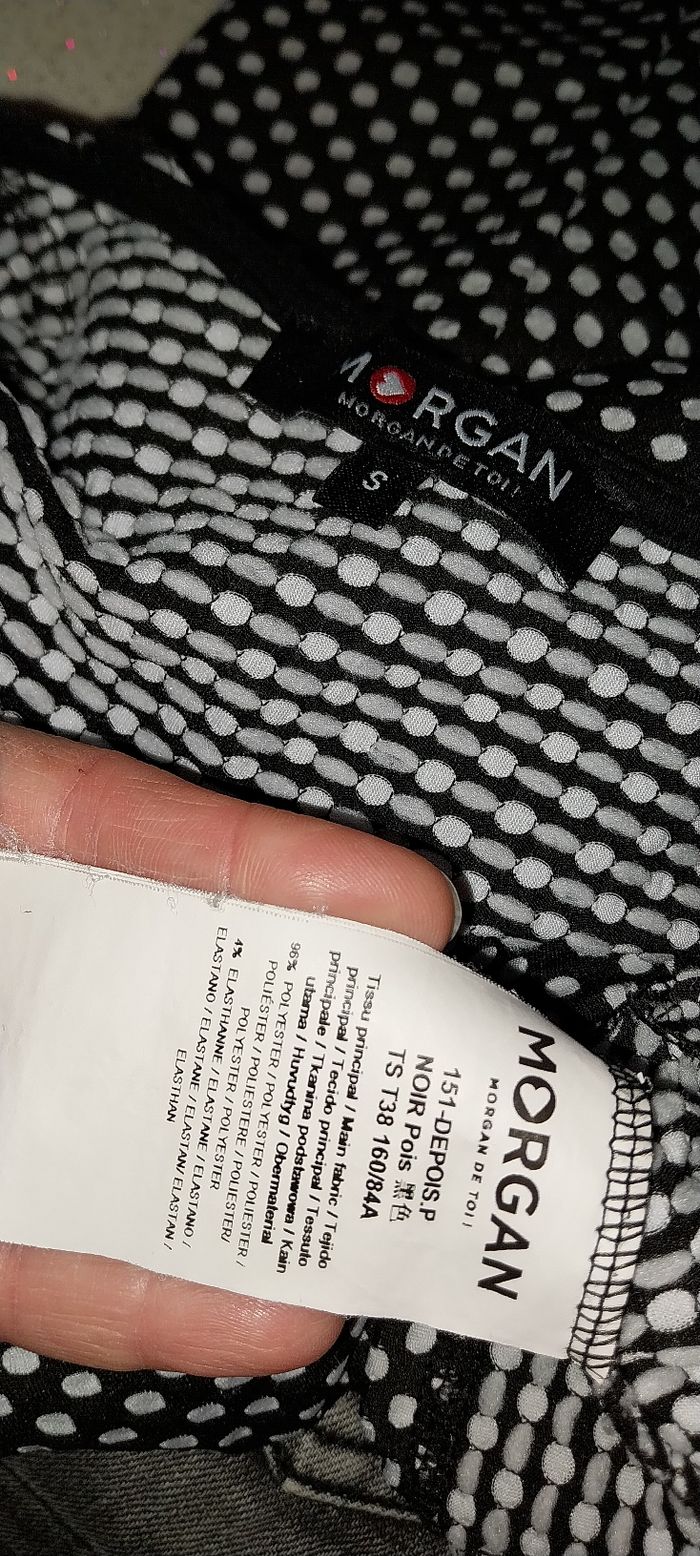 MORGAN
MORGAN DE TOI!
S
MORGAN
MORGAN DE TOI!
151-DEPOIS.P
NOIR Pois 黑色
TS T38 160/84A
Tissu principal / Main fabric / Tejido
principal / Tecido principal / Tessuto
principale / Tkanina podstawowa / Kain
utama / Huvudtyg / Obermaterial
96% POLYESTER / POLYESTER / POLIESTER /
POLIÉSTER / POLIESTERE / POLIESTER/
POLYESTER / POLYESTER
4% ELASTHANNE / ELASTANE / ELASTANO /
ELASTANO / ELASTANE / ELASTAN/ ELASTAN /
ELASTHAN